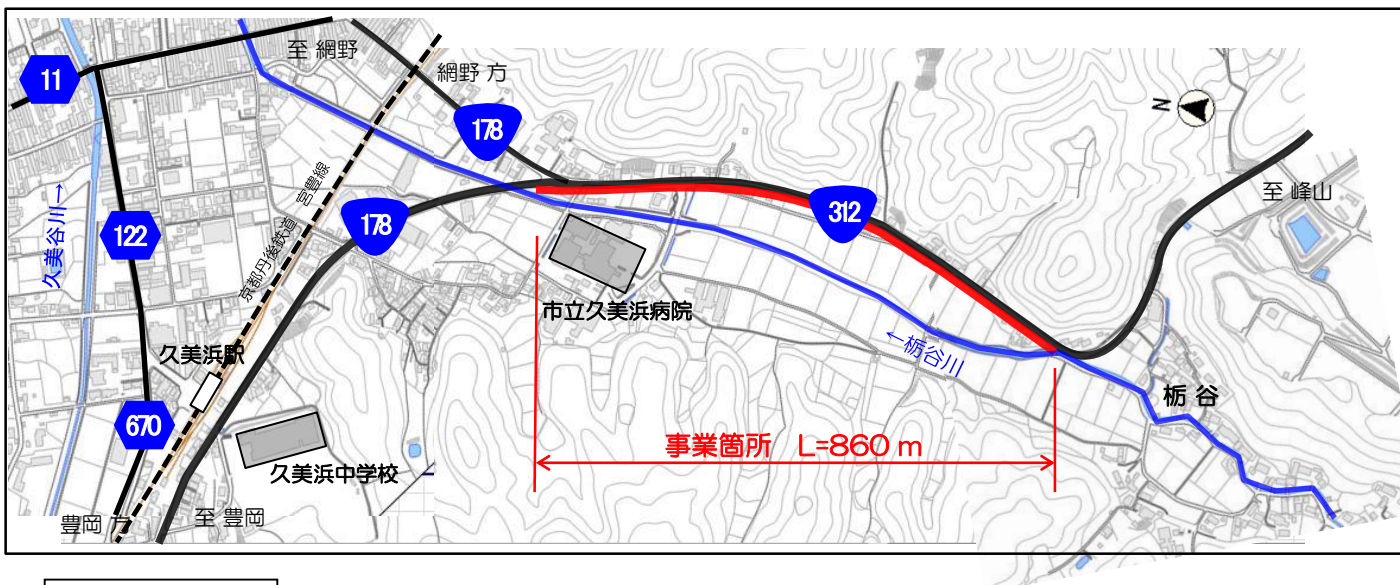 至 網野
網野 方
11
178
N
宮豊線
京都丹後鉄道
至 峰山
久美谷川→
122
178
312
市立久美浜病院
←栃谷川
久美浜駅
栃 谷
670
事業箇所 L=860 m
久美浜中学校
豊岡 方
至 豊岡